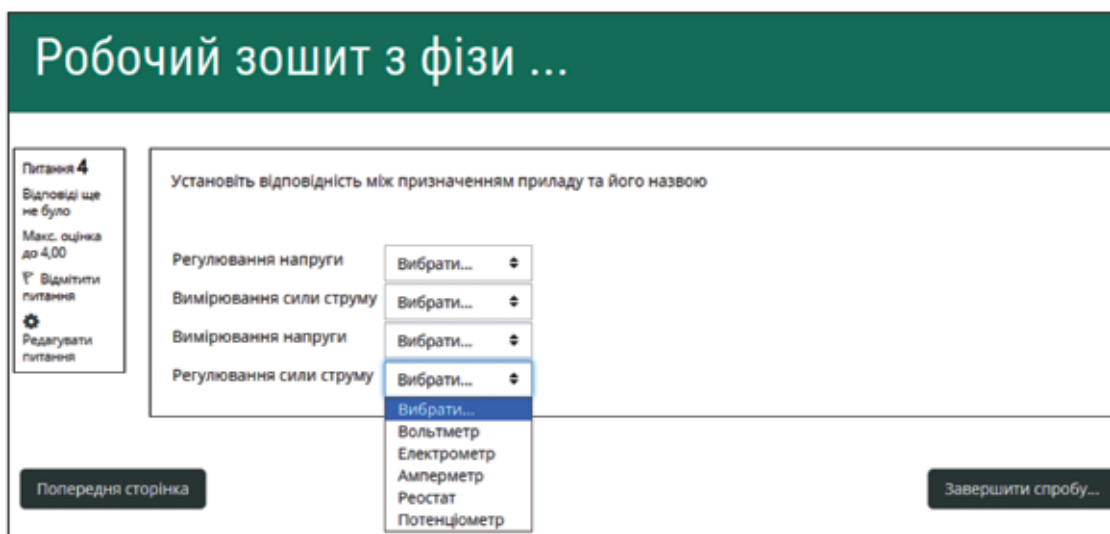 Робочий зошит з фізи ...
Питання 4
Відповіді ще
не було
Макс. оцінка
до 4,00
Відмітити
питання
Редагувати
питання
Установіть відповідність між призначенням приладу та його назвою
Регулювання напруги Вибрати...
Вимірювання сили струму Вибрати...
Вимірювання напруги Вибрати...
Регулювання сили струму Вибрати...
Вибрати...
Вольтметр
Електрометр
Амперметр
Реостат
Потенціометр
Попередня сторінка
Завершити спробу...